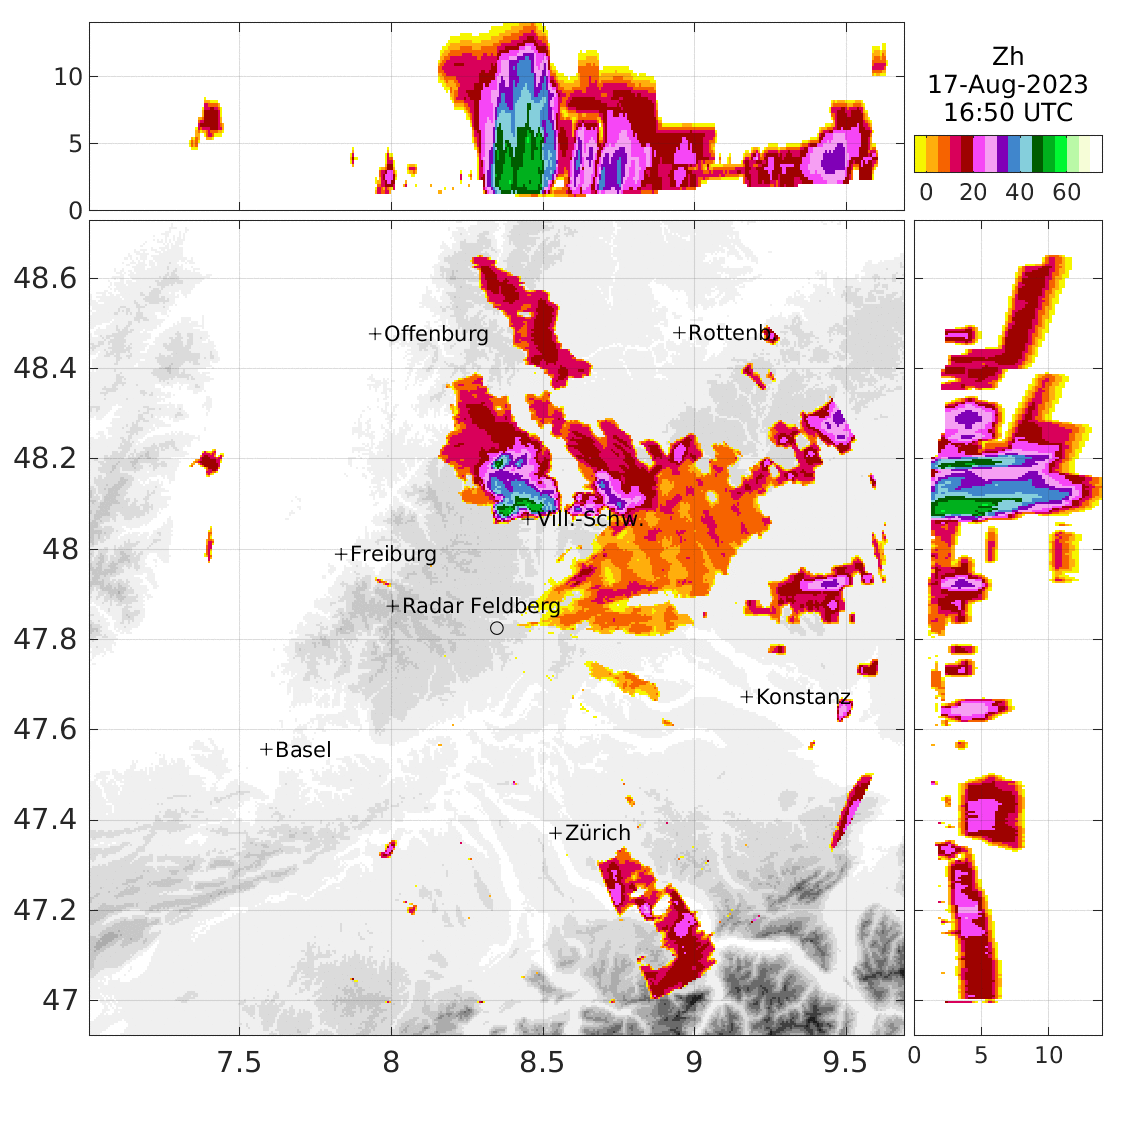 10
5
0
Zh
17-Aug-2023
16:50 UTC
0 20 40 60
48.6
48.4
48.2
48
47.8
47.6
47.4
47.2
47
+Offenburg
+Rottenb.
+Vill.-Schw.
+Freiburg
+Radar Feldberg
+Konstanz
+Basel
+Zürich
7.5 8 8.5 9 9.5
0 5 10